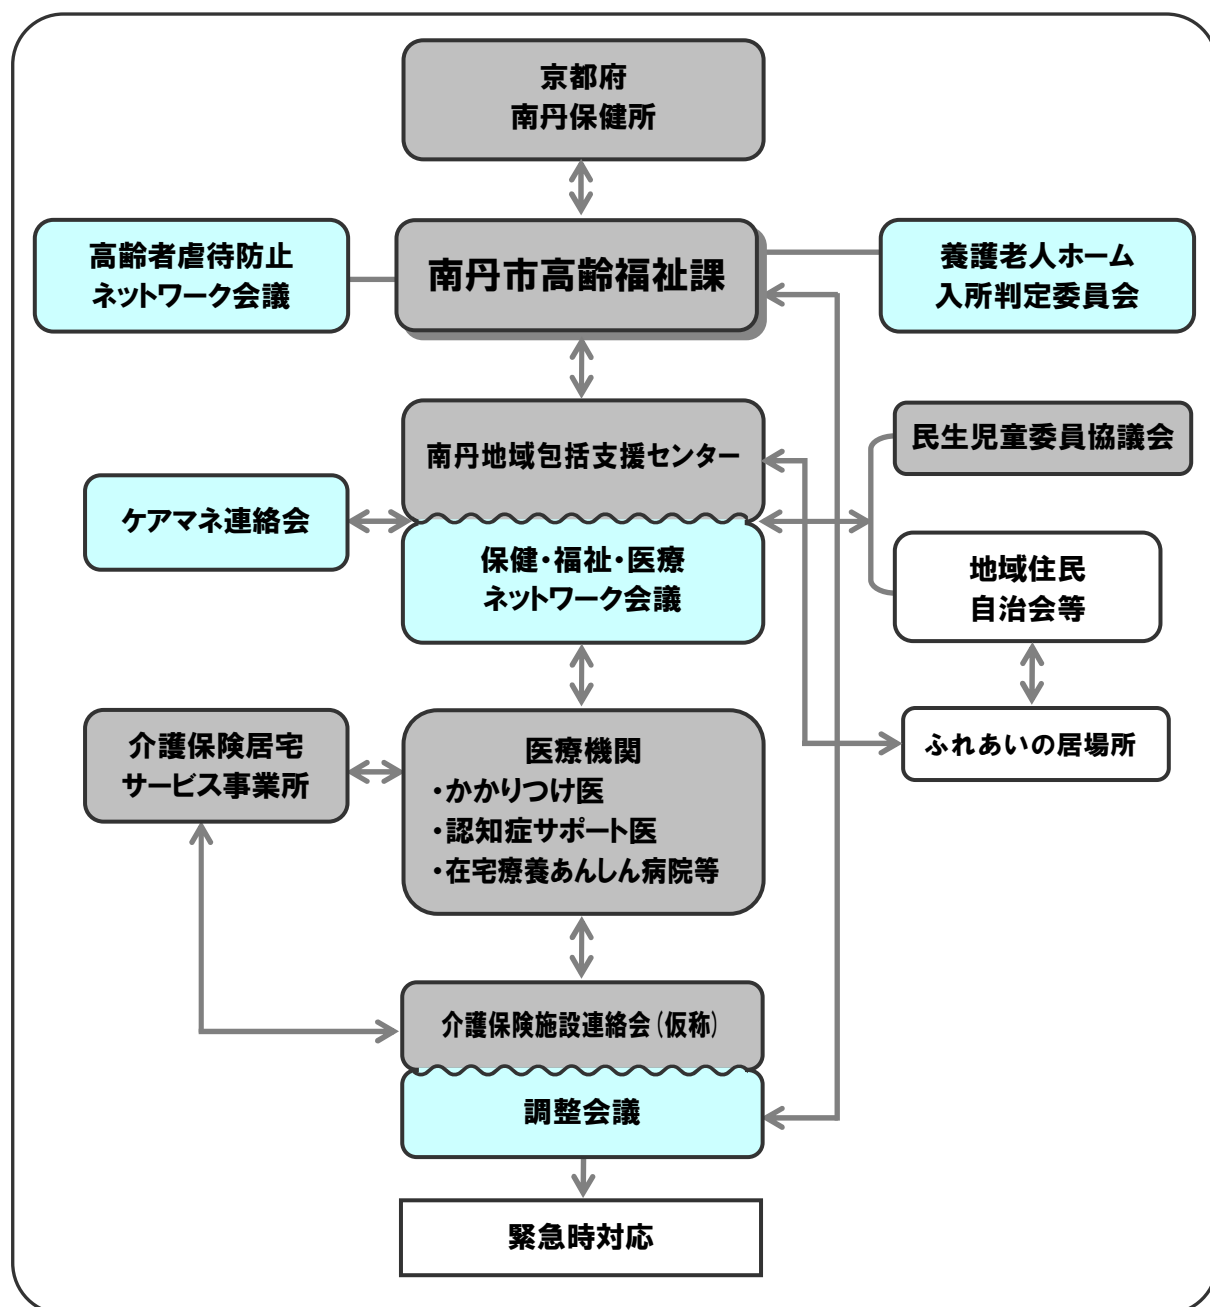 京都府
南丹保健所
高齢者虐待防止
ネットワーク会議
南丹市高齢福祉課
養護老人ホーム
入所判定委員会
南丹地域包括支援センター
民生児童委員協議会
ケアマネ連絡会
保健・福祉・医療
ネットワーク会議
地域住民
自治会等
介護保険居宅
サービス事業所
医療機関
・かかりつけ医
・認知症サポート医
・在宅療養あんしん病院等
ふれあいの居場所
介護保険施設連絡会(仮称)
調整会議
緊急時対応